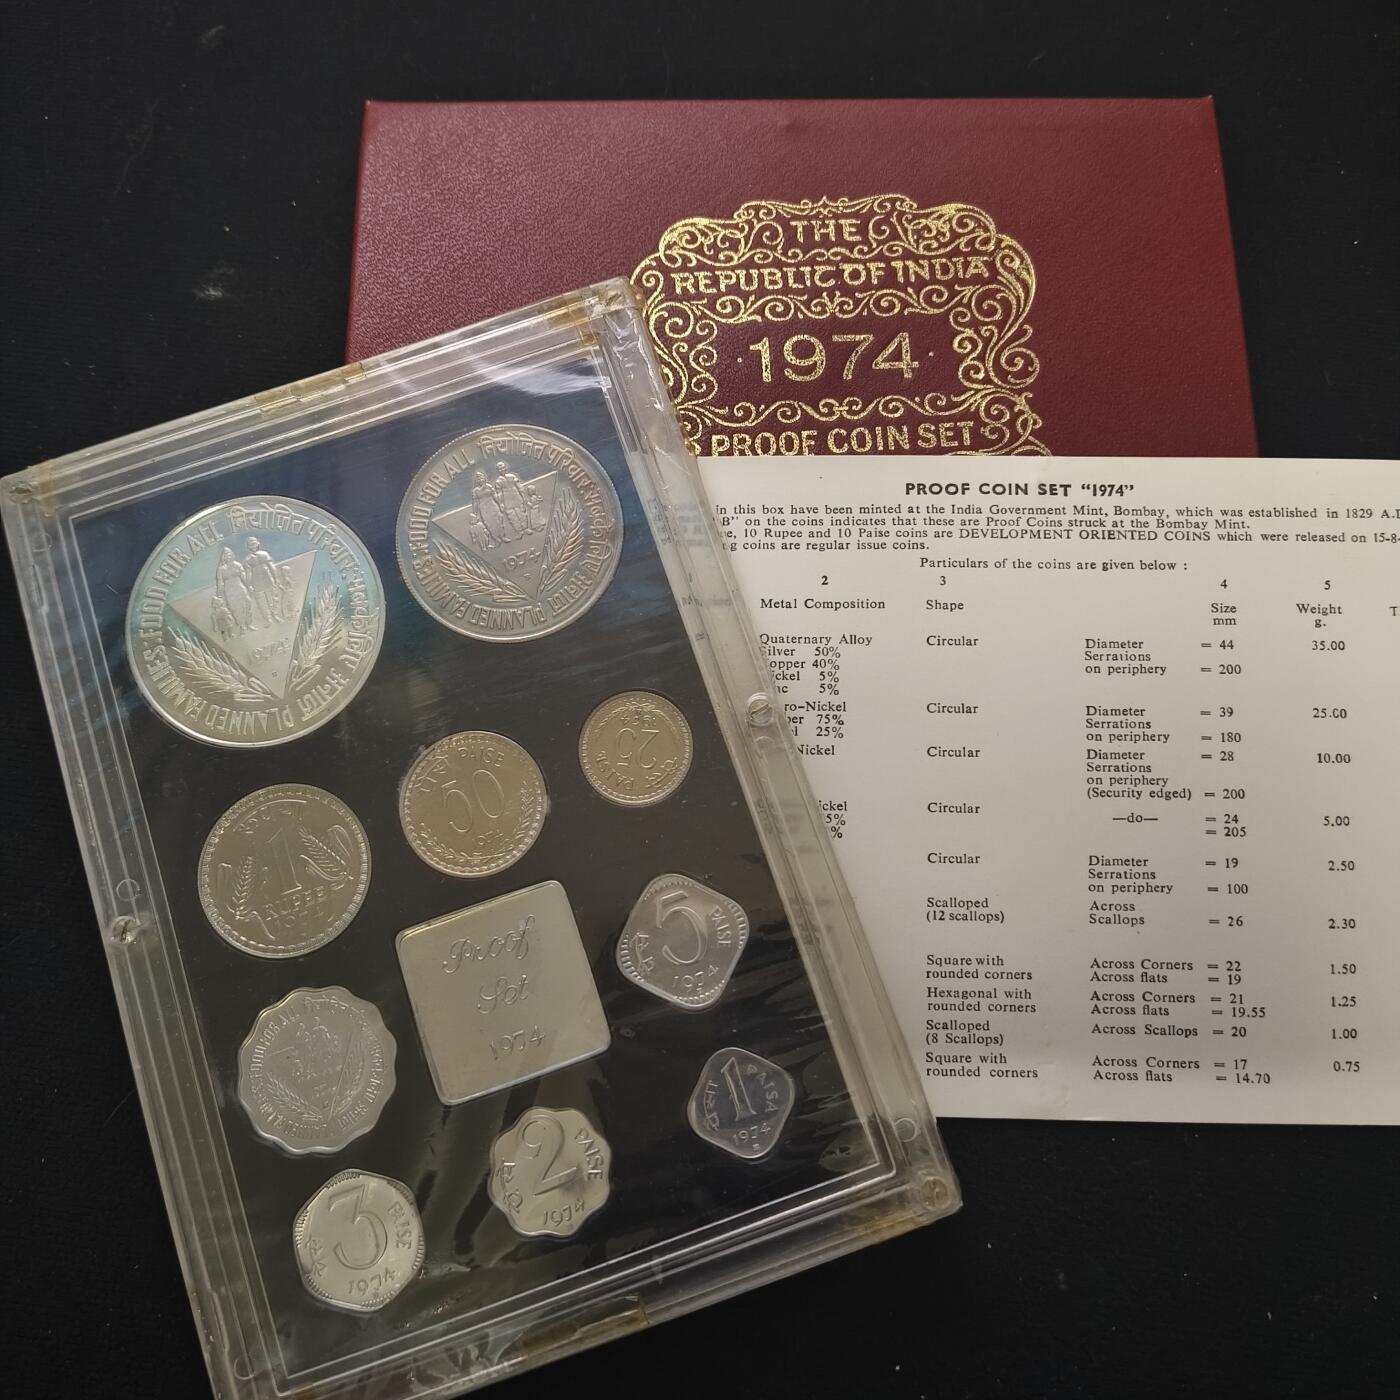 THE
REPUBLIC OF INDIA
·1974·
PROOF COIN SET
PROOF COIN SET "1974"
in this box have been minted at the India Government Mint, Bombay, which was established in 1829 A.D
B" on the coins indicates that these are Proof Coins struck at the Bombay Mint.
10 Rupee and 10 Paise coins are DEVELOPMENT ORIENTED COINS which were released on 15-8-
coins are regular issue coins.
Particulars of the coins are given below :
2 3 4 5
Metal Composition Shape Size mm Weight g. T
Quaternary Alloy Circular Diameter = 44 35.00
Silver 50% Serrations
Copper 40% on periphery = 200
Nickel 5%
5%
Nickel Circular Diameter = 39 25.00
75% Serrations
25% on periphery = 180
Nickel Circular Diameter = 28 10.00
Serrations
on periphery
(Security edged) = 200
Circular —do— = 24 5.00
= 205
Circular Diameter = 19 2.50
Serrations
on periphery = 100
Scalloped Across
(12 scallops) Scallops = 26 2.30
Square with Across Corners = 22 1.50
rounded corners Across flats = 19
Hexagonal with Across Corners = 21 1.25
rounded corners Across flats = 19.55
Scalloped Across Scallops = 20 1.00
(8 Scallops)
Square with Across Corners = 17 0.75
rounded corners Across flats = 14.70
PLANNED FAMILIES: FOOD FOR ALL नियोजित परिवार: सबके लिए अनाज
1974
B
PLANNED FAMILIES: FOOD FOR ALL नियोजित परिवार: सबके लिए अनाज
1974
B
1
RUPEE
1974
पैसे PAISE
50
1974
25
पैसे PAISE
Proof
Set
1974
5
पैसे PAISE
1974
3
पैसे PAISE
1974
2
पैसे PAISE
1974
1
पैसा PAISA
1974
B